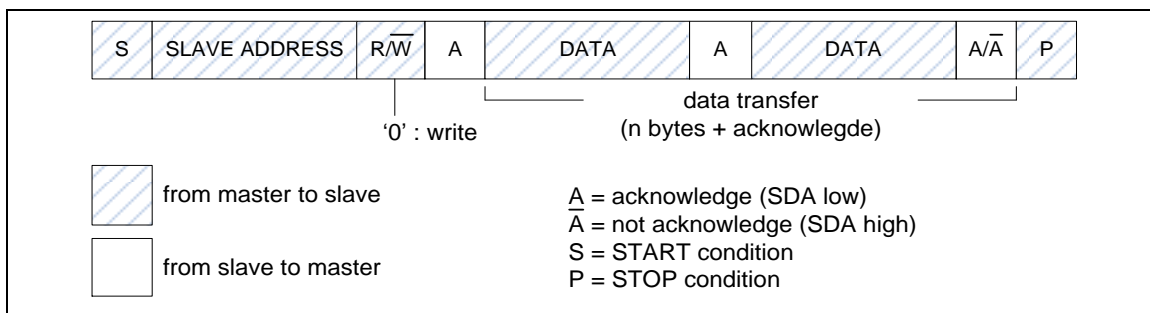 S SLAVE ADDRESS R/W̅ A DATA A DATA A/A̅ P
data transfer
'0' : write
(n bytes + acknowlegde)
from master to slave
from slave to master
A = acknowledge (SDA low)
A̅ = not acknowledge (SDA high)
S = START condition
P = STOP condition